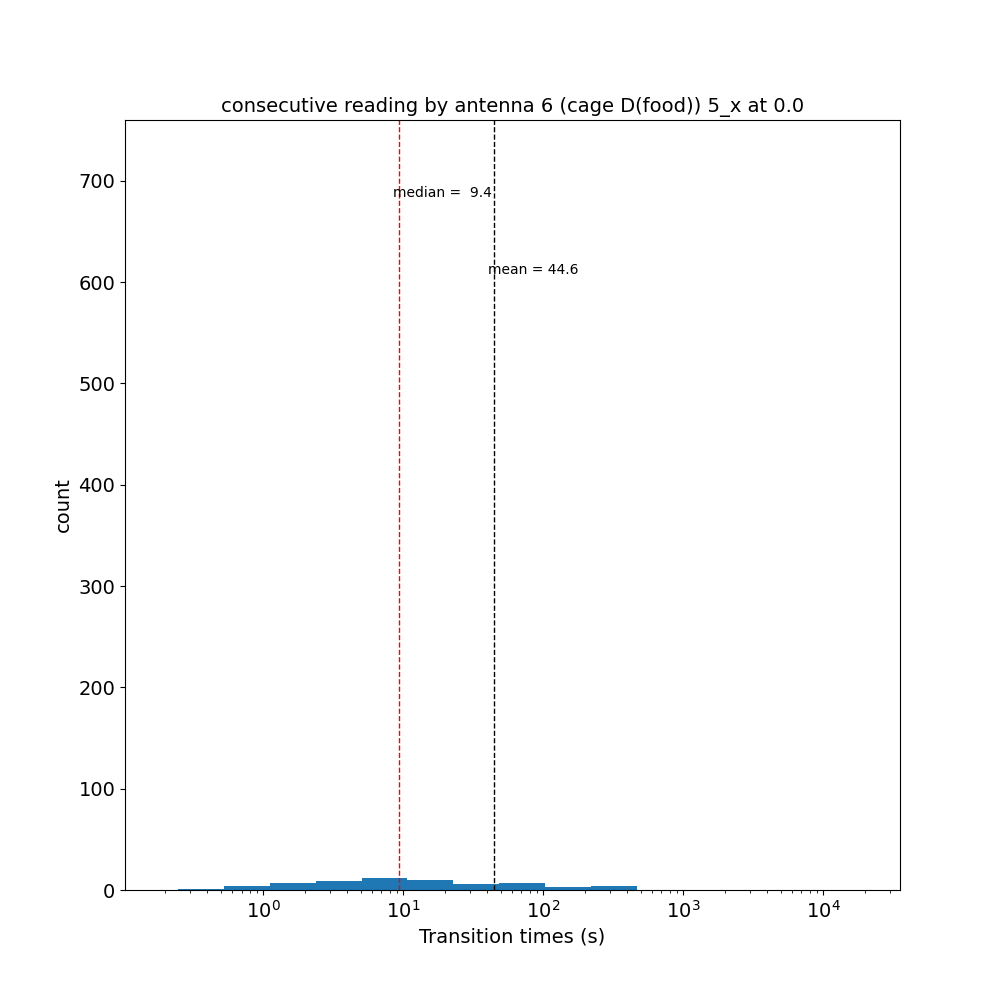 consecutive reading by antenna 6 (cage D(food)) 5_x at 0.0
700
600
500
400
300
200
100
0
count
median =  9.4
mean = 44.6
10⁰
10¹
10²
10³
10⁴
Transition times (s)